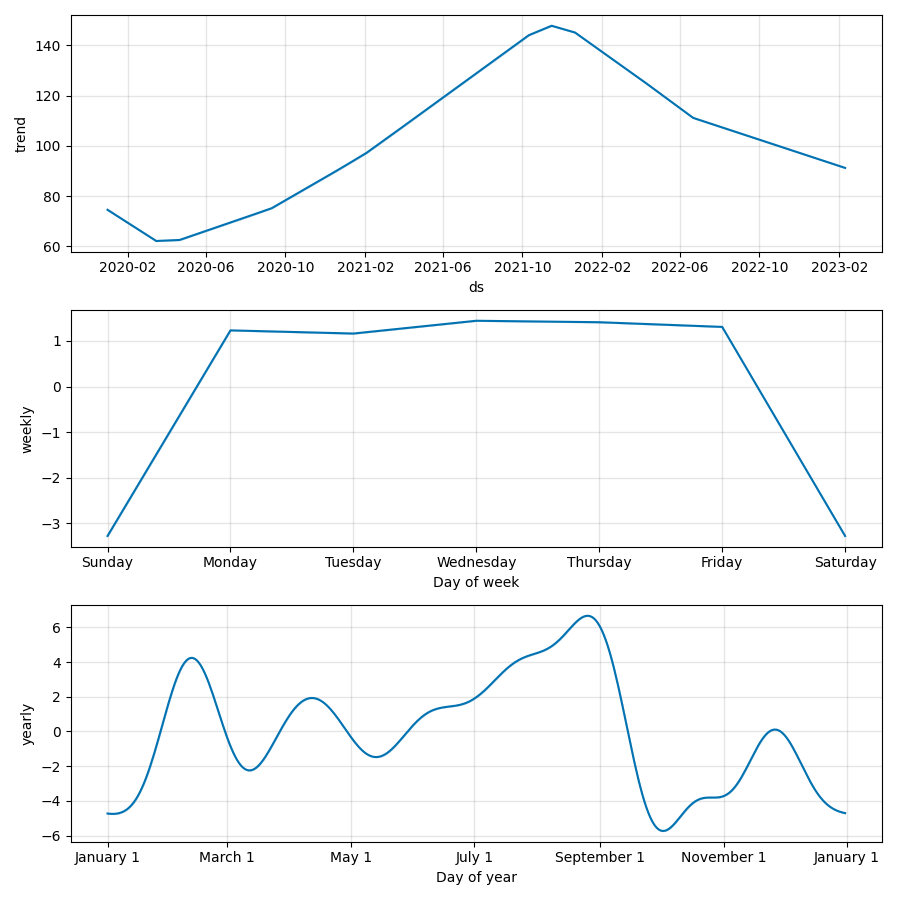 140
120
100
80
60
trend
2020-02 2020-06 2020-10 2021-02 2021-06 2021-10 2022-02 2022-06 2022-10 2023-02
ds
1
0
−1
−2
−3
weekly
Sunday Monday Tuesday Wednesday Thursday Friday Saturday
Day of week
6
4
2
0
−2
−4
−6
yearly
January 1 March 1 May 1 July 1 September 1 November 1 January 1
Day of year